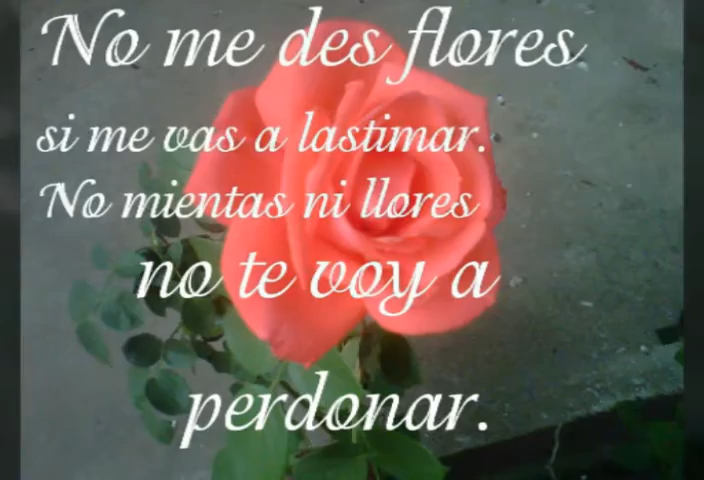 No me des flores
si me vas a lastimar.
No mientas ni llores
no te voy a
perdonar.